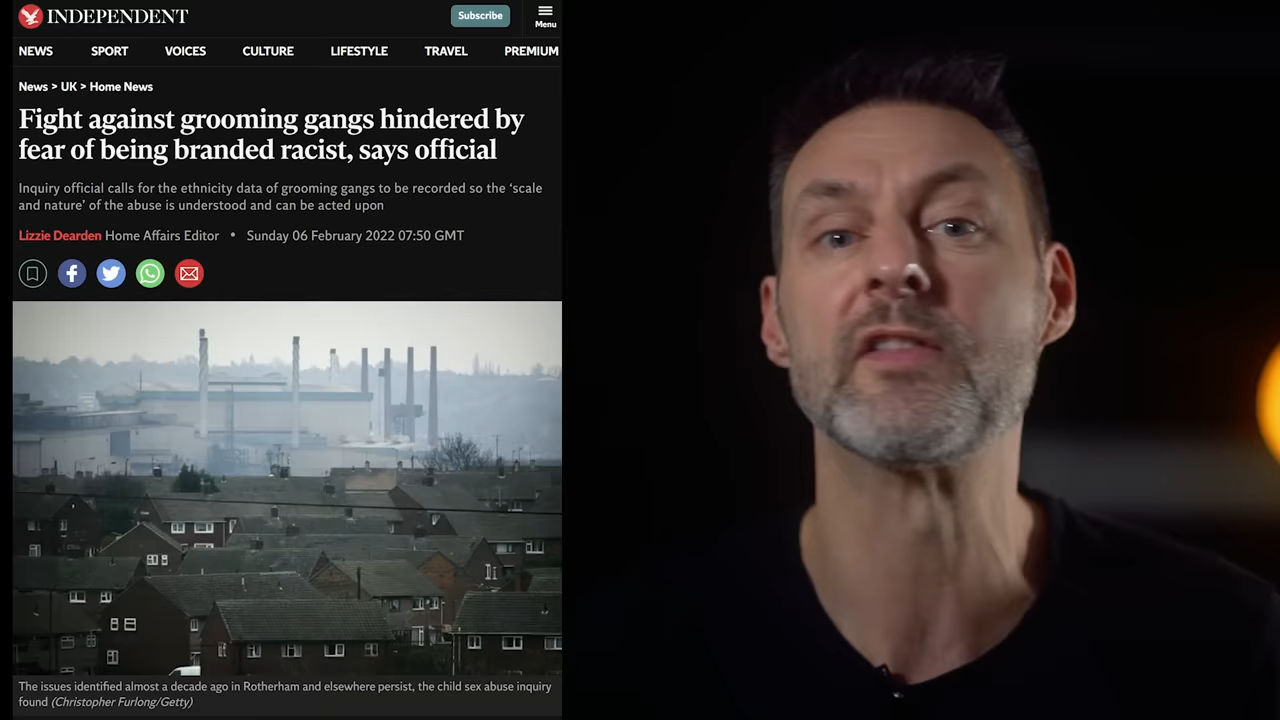 INDEPENDENT
Subscribe
Menu
NEWS SPORT VOICES CULTURE LIFESTYLE TRAVEL PREMIUM
News > UK > Home News
Fight against grooming gangs hindered by
fear of being branded racist, says official
Inquiry official calls for the ethnicity data of grooming gangs to be recorded so the ‘scale
and nature’ of the abuse is understood and can be acted upon
Lizzie Dearden Home Affairs Editor • Sunday 06 February 2022 07:50 GMT
The issues identified almost a decade ago in Rotherham and elsewhere persist, the child sex abuse inquiry
found (Christopher Furlong/Getty)